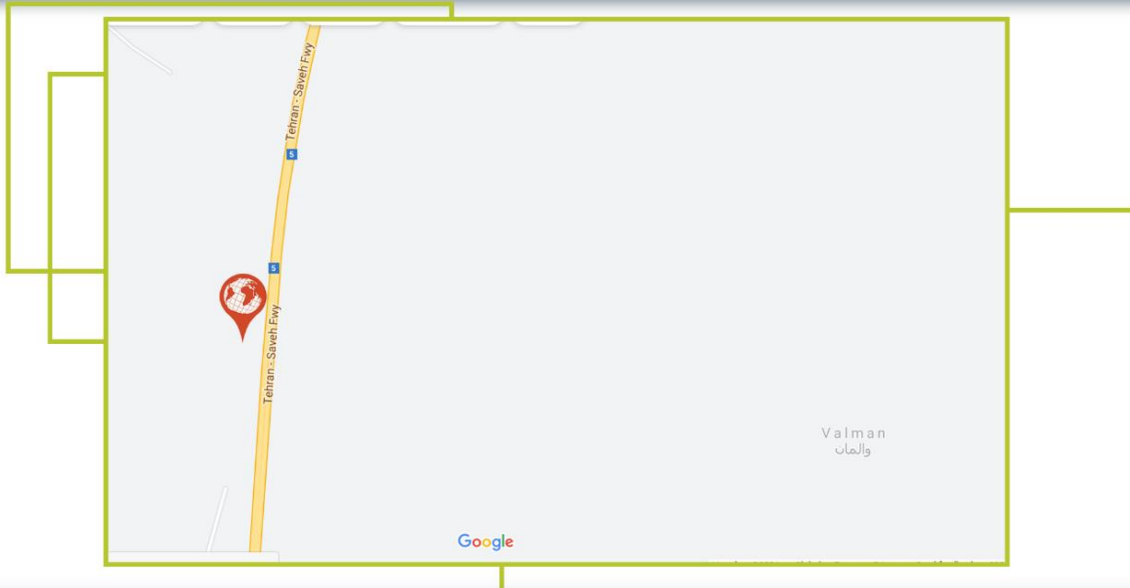 Tehran - Saveh Fwy
5
5
Tehran - Saveh Fwy
Valman
والمان
Google